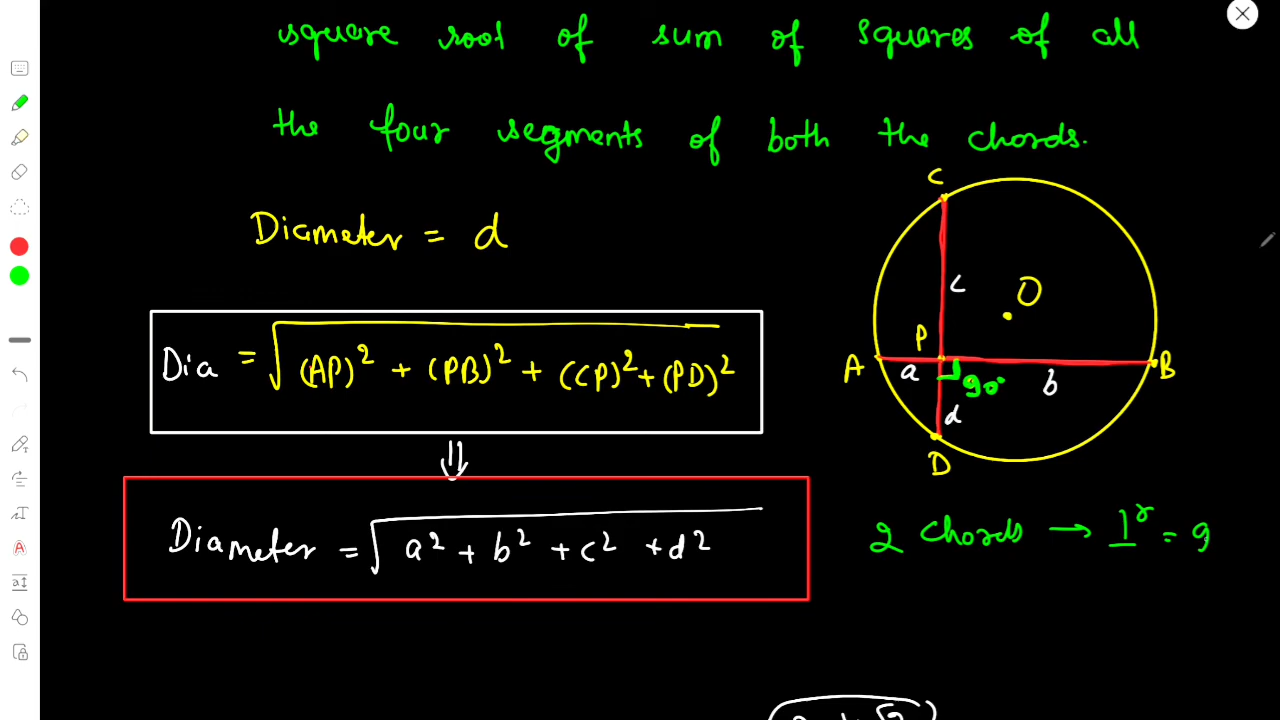 square root of sum of squares of all
the four segments of both the chords.
Diameter = d
Dia = √(AP)² + (PB)² + (CP)² + (PD)²
⇓
Diameter = √a² + b² + c² + d²
C
c
O
P
A
a
90°
b
B
d
D
2 chords → ⊥r = 9